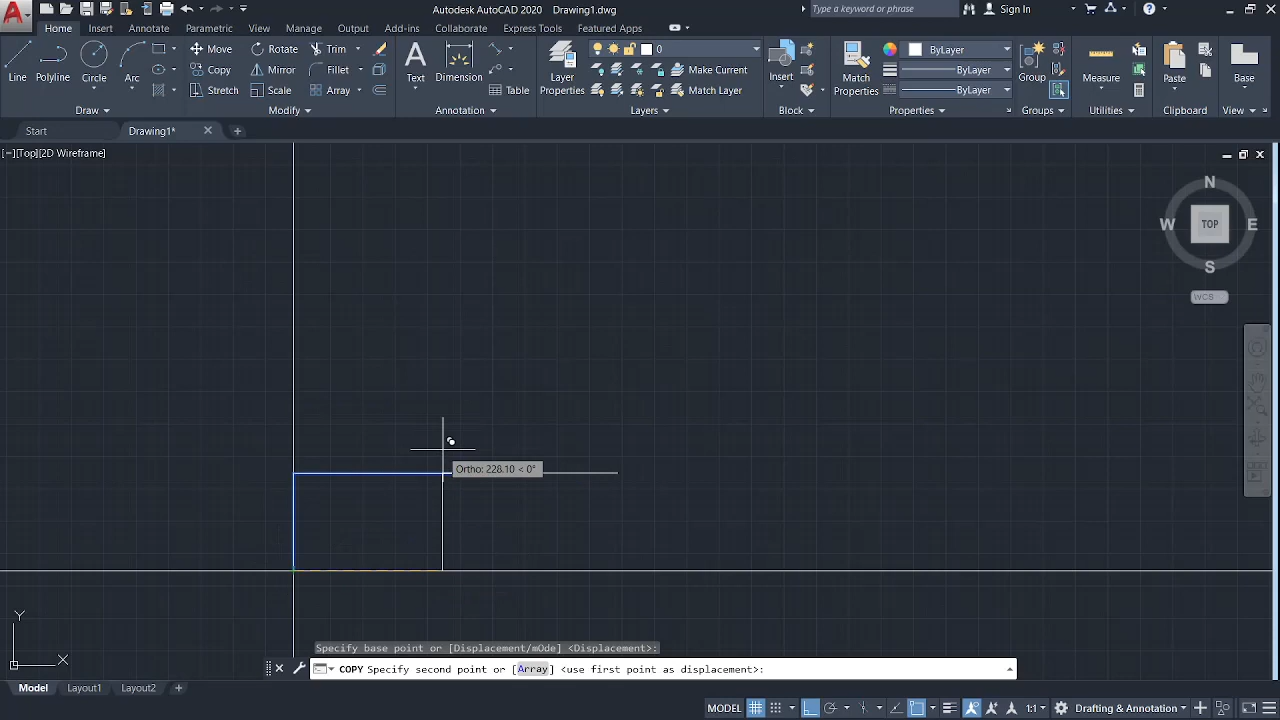 Autodesk AutoCAD 2020 Drawing1.dwg
Type a keyword or phrase
Sign In
Home Insert Annotate Parametric View Manage Output Add-ins Collaborate Express Tools Featured Apps
Move Rotate Trim
Copy Mirror Fillet
Stretch Scale Array
Line Polyline Circle Arc
Text Dimension
Table
Layer
Properties
0
Make Current
Match Layer
Insert
Match
Properties
ByLayer
ByLayer
ByLayer
Group
Measure
Paste
Base
Draw Modify Annotation Layers Block Properties Groups Utilities Clipboard View
Start Drawing1*
[−][Top][2D Wireframe]
N
W TOP E
S
WCS
Ortho: 228.10 < 0°
Y
X
Specify base point or [Displacement/mOde] <Displacement>:
COPY Specify second point or [Array] <use first point as displacement>:
Model Layout1 Layout2
MODEL 1:1 Drafting & Annotation